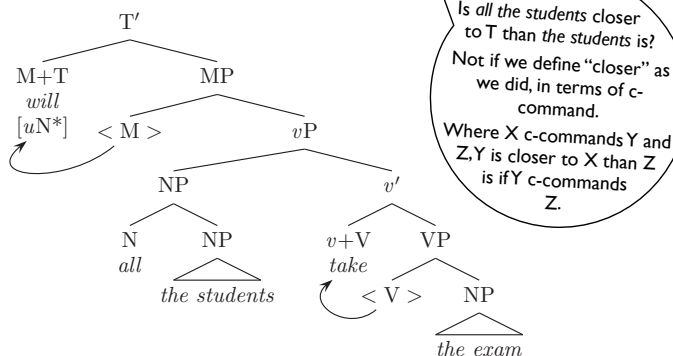 T′
M+T MP
will
[uN*] < M > vP
NP v′
N NP v+V VP
all take
the students < V > NP
the exam
Is all the students closer
to T than the students is?
Not if we define “closer” as
we did, in terms of c-
command.
Where X c-commands Y and
Z, Y is closer to X than Z
is if Y c-commands
Z.